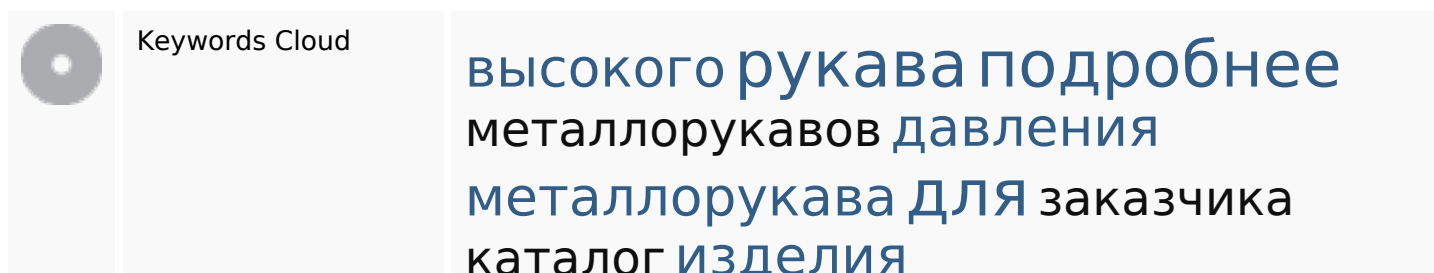 Keywords Cloud
высокого рукава подробнее
металлорукавов давления
металлорукава для заказчика
каталог изделия